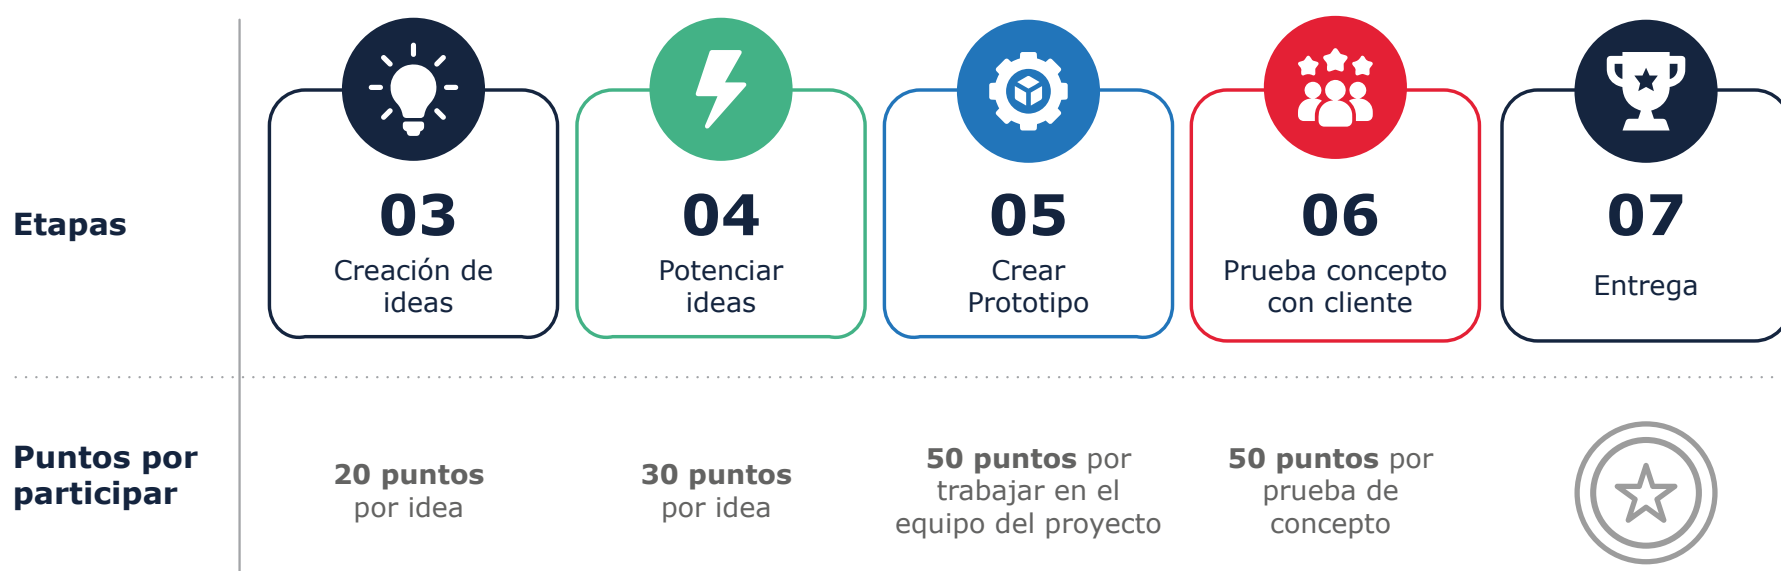 Etapas
03
Creación de
ideas
04
Potenciar
ideas
05
Crear
Prototipo
06
Prueba concepto
con cliente
07
Entrega
Puntos por
participar
20 puntos
por idea
30 puntos
por idea
50 puntos por
trabajar en el
equipo del proyecto
50 puntos por
prueba de
concepto